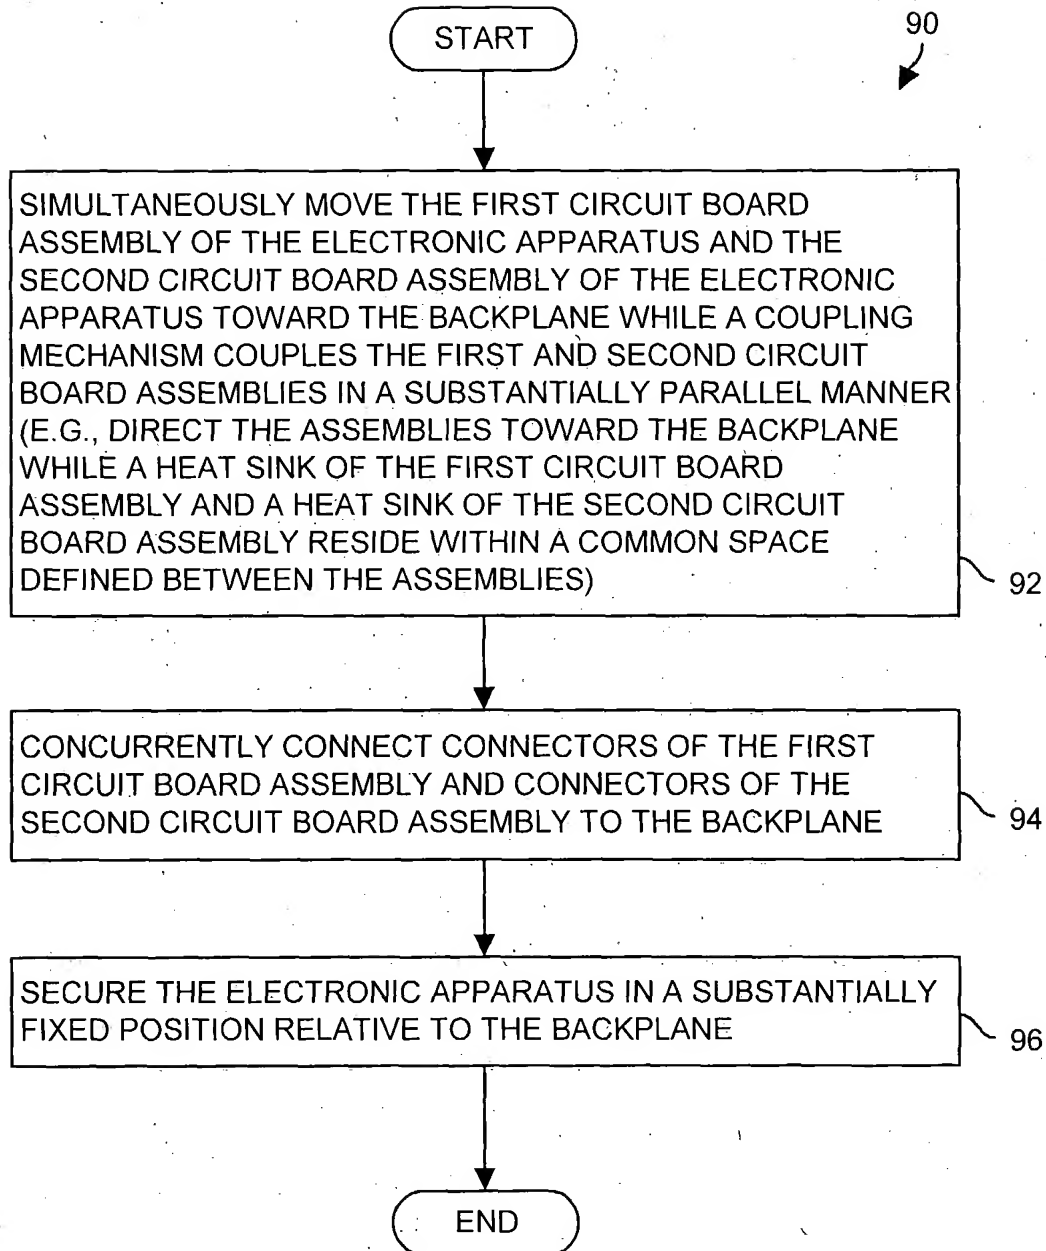 START
90
SIMULTANEOUSLY MOVE THE FIRST CIRCUIT BOARD
ASSEMBLY OF THE ELECTRONIC APPARATUS AND THE
SECOND CIRCUIT BOARD ASSEMBLY OF THE ELECTRONIC
APPARATUS TOWARD THE BACKPLANE WHILE A COUPLING
MECHANISM COUPLES THE FIRST AND SECOND CIRCUIT
BOARD ASSEMBLIES IN A SUBSTANTIALLY PARALLEL MANNER
(E.G., DIRECT THE ASSEMBLIES TOWARD THE BACKPLANE
WHILE A HEAT SINK OF THE FIRST CIRCUIT BOARD
ASSEMBLY AND A HEAT SINK OF THE SECOND CIRCUIT
BOARD ASSEMBLY RESIDE WITHIN A COMMON SPACE
DEFINED BETWEEN THE ASSEMBLIES)
92
CONCURRENTLY CONNECT CONNECTORS OF THE FIRST
CIRCUIT BOARD ASSEMBLY AND CONNECTORS OF THE
SECOND CIRCUIT BOARD ASSEMBLY TO THE BACKPLANE
94
SECURE THE ELECTRONIC APPARATUS IN A SUBSTANTIALLY
FIXED POSITION RELATIVE TO THE BACKPLANE
96
END